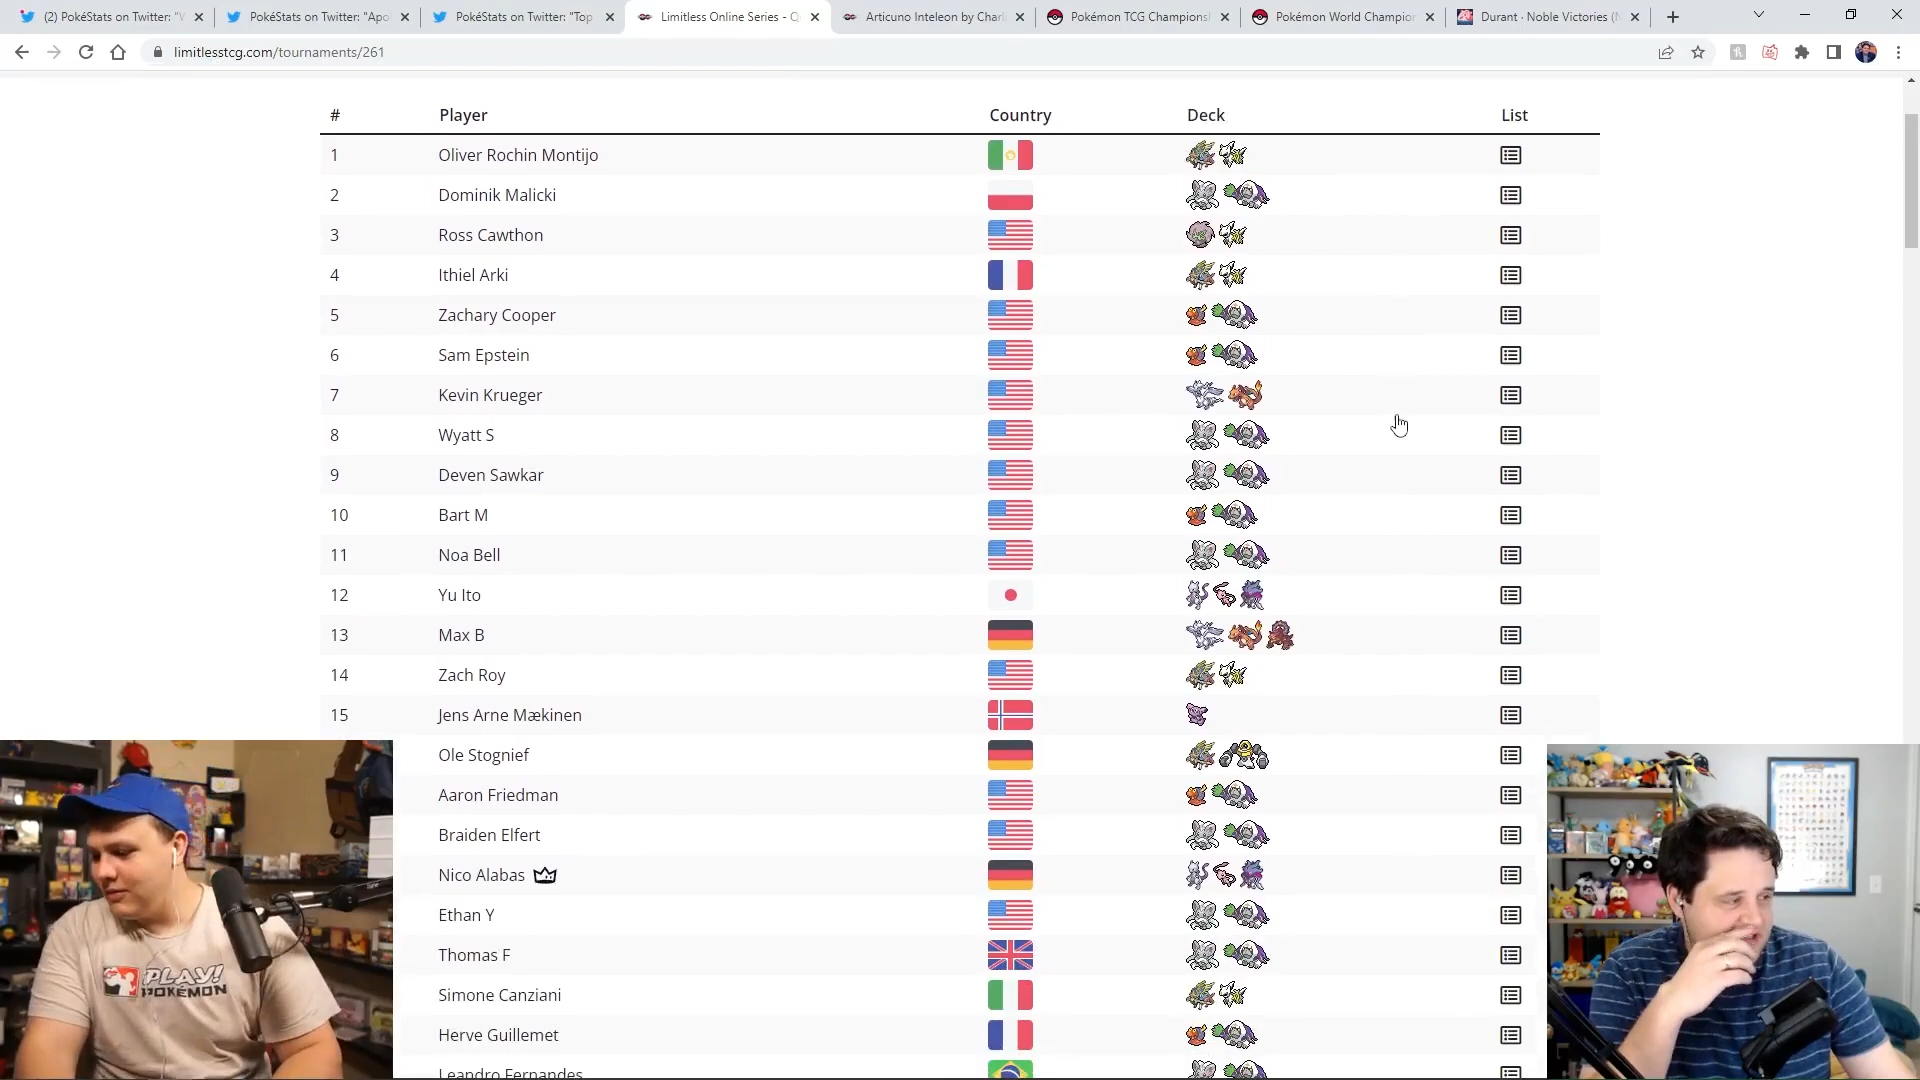 (2) PokéStats on Twitter: "V
PokéStats on Twitter: "Apo
PokéStats on Twitter: "Top
Limitless Online Series - Q
Articuno Inteleon by Charl
Pokémon TCG Champions
Pokémon World Champior
Durant · Noble Victories (N
limitlesstcg.com/tournaments/261
# Player Country Deck List
1 Oliver Rochin Montijo
2 Dominik Malicki
3 Ross Cawthon
4 Ithiel Arki
5 Zachary Cooper
6 Sam Epstein
7 Kevin Krueger
8 Wyatt S
9 Deven Sawkar
10 Bart M
11 Noa Bell
12 Yu Ito
13 Max B
14 Zach Roy
15 Jens Arne Mækinen
Ole Stognief
Aaron Friedman
Braiden Elfert
Nico Alabas
Ethan Y
Thomas F
Simone Canziani
Herve Guillemet
Leandro Fernandes
PLAY!
POKÉMON